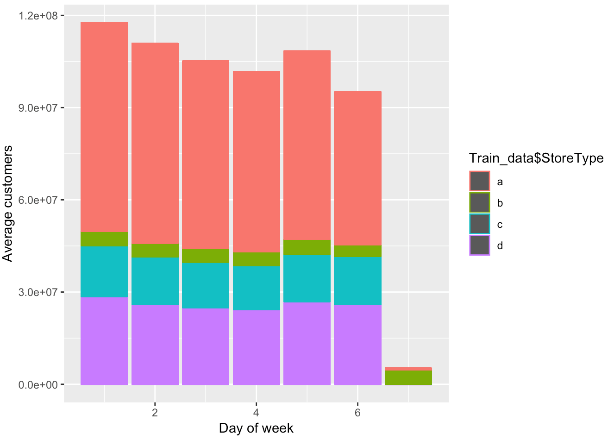 1.2e+08
9.0e+07
6.0e+07
3.0e+07
0.0e+00
Average customers
2 4 6
Day of week
Train_data$StoreType
a
b
c
d